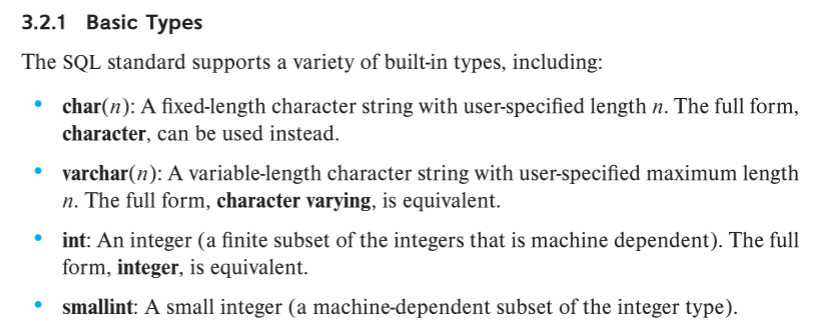 3.2.1 Basic Types
The SQL standard supports a variety of built-in types, including:
• char(n): A fixed-length character string with user-specified length n. The full form,
character, can be used instead.
• varchar(n): A variable-length character string with user-specified maximum length
n. The full form, character varying, is equivalent.
• int: An integer (a finite subset of the integers that is machine dependent). The full
form, integer, is equivalent.
• smallint: A small integer (a machine-dependent subset of the integer type).